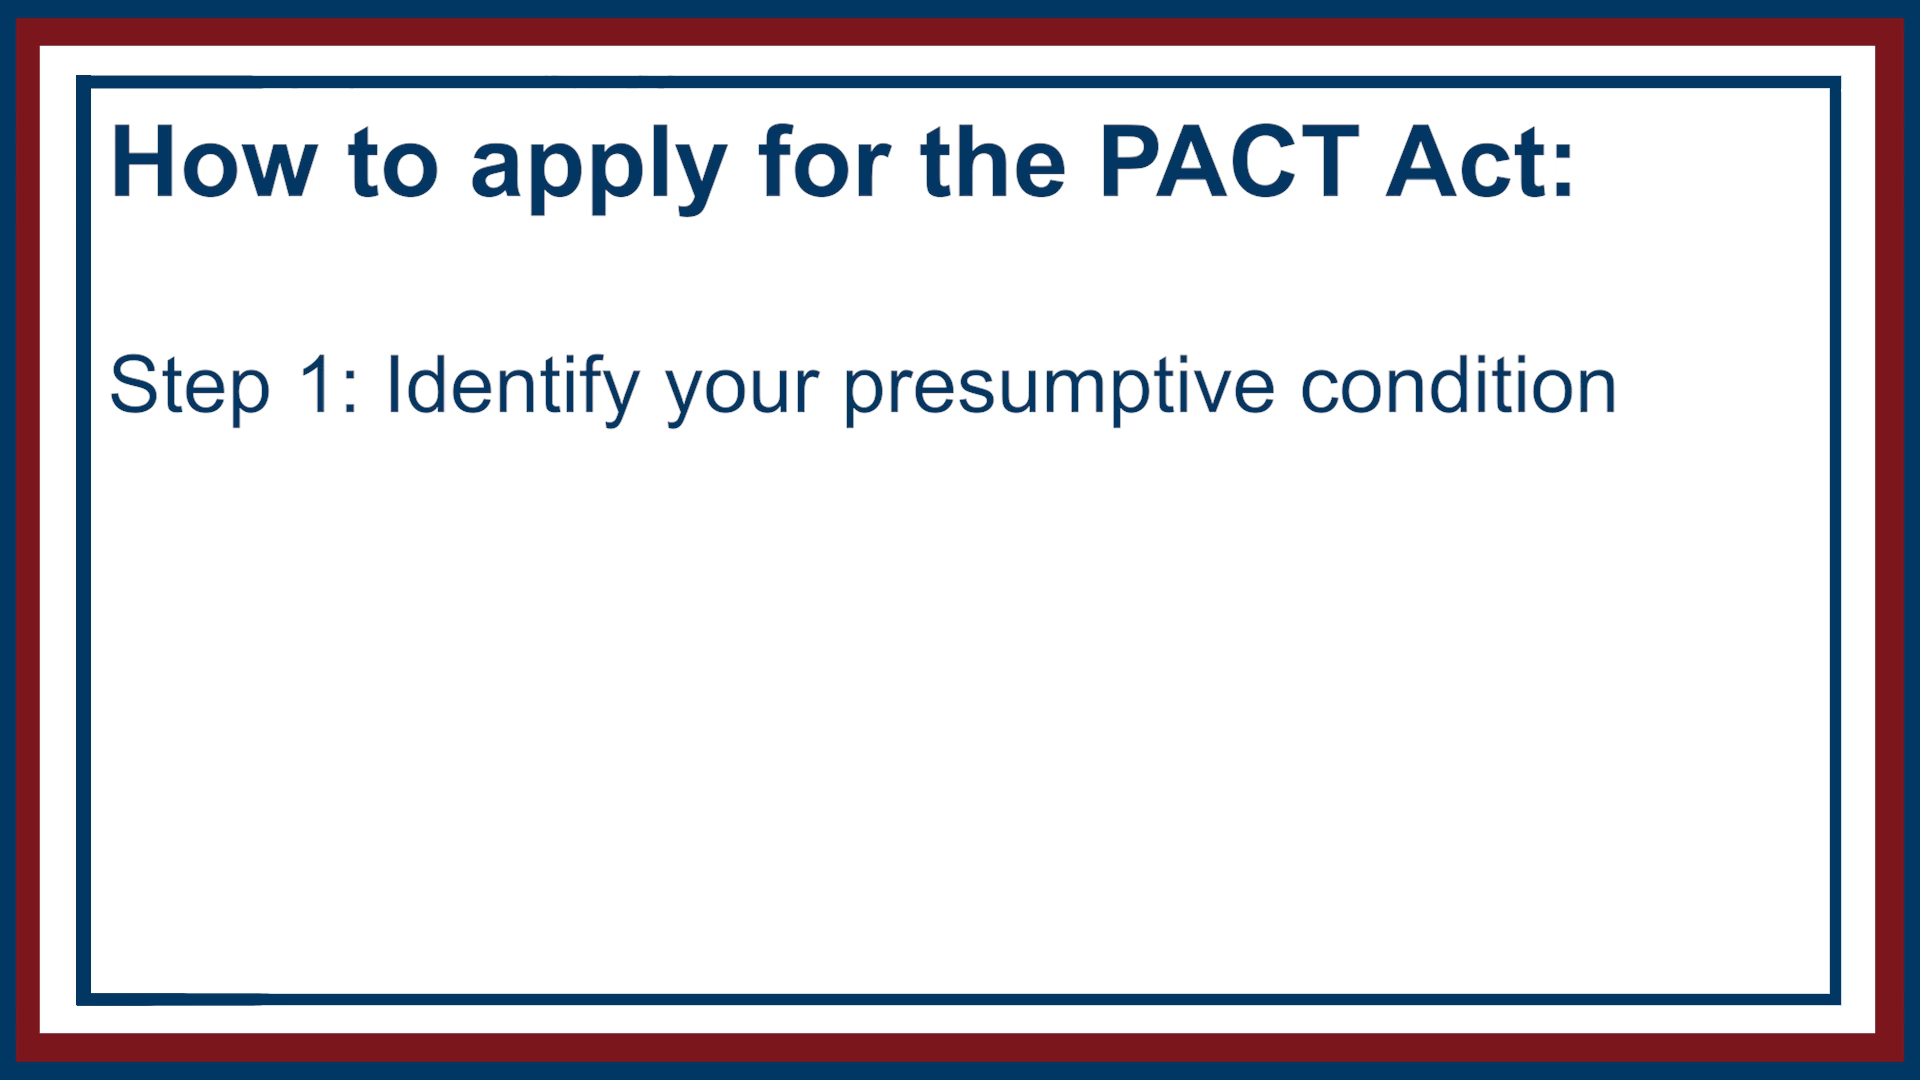 How to apply for the PACT Act:
Step 1: Identify your presumptive condition